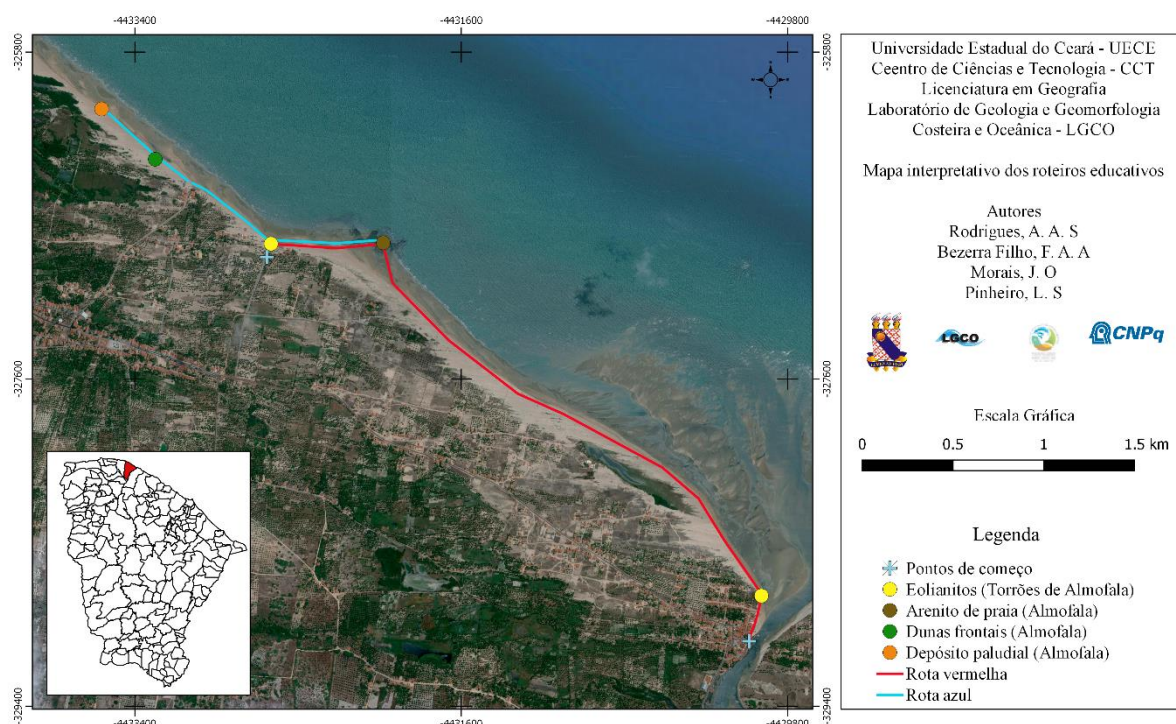 -4433400
-4431600
-4429800
-325800
-325800
-327600
-327600
-329400
-329400
-4433400
-4431600
-4429800
Universidade Estadual do Ceará - UECE
Ceentro de Ciências e Tecnologia - CCT
Licenciatura em Geografia
Laboratório de Geologia e Geomorfologia
Costeira e Oceânica - LGCO
Mapa interpretativo dos roteiros educativos
Autores
Rodrigues, A. A. S
Bezerra Filho, F. A. A
Morais, J. O
Pinheiro, L. S
LGCO
CNPq
Escala Gráfica
0 0.5 1 1.5 km
Legenda
Pontos de começo
Eolianitos (Torrões de Almofala)
Arenito de praia (Almofala)
Dunas frontais (Almofala)
Depósito paludial (Almofala)
Rota vermelha
Rota azul